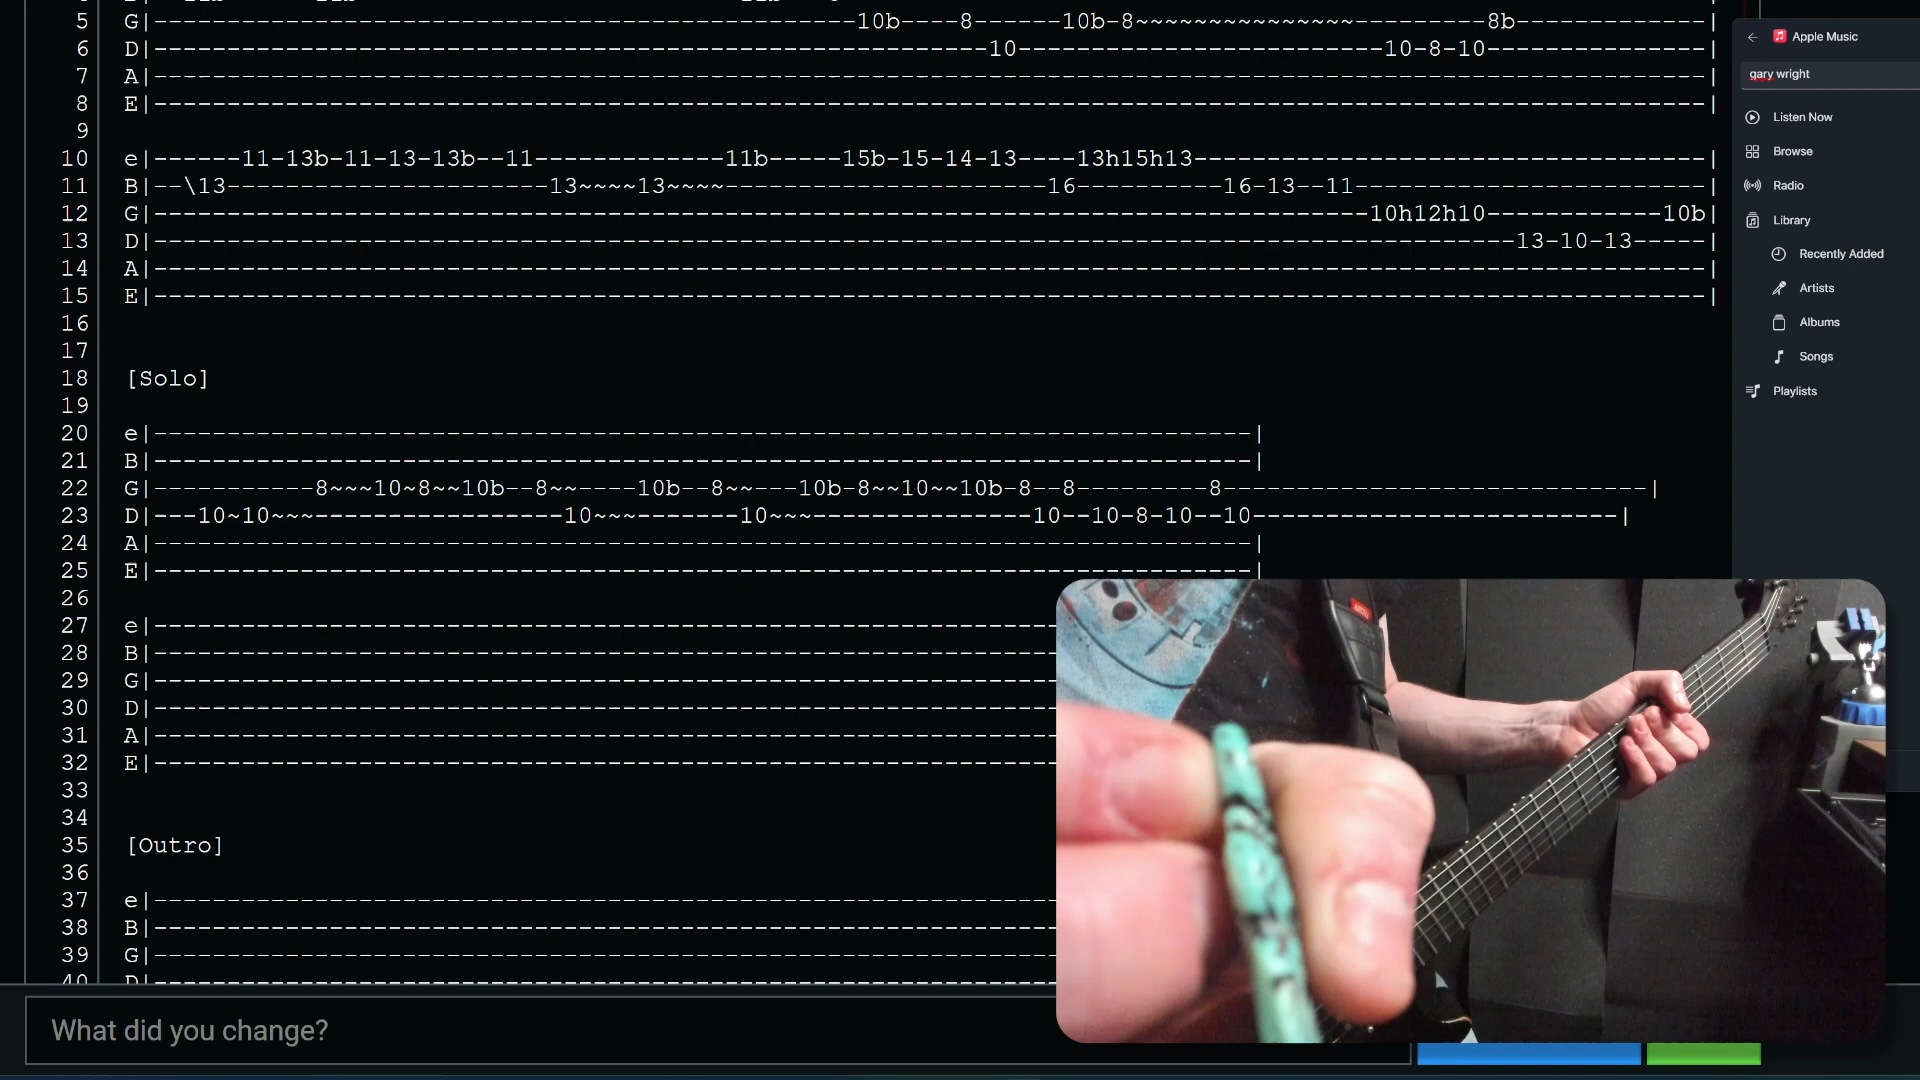 5 G|------------------------------------------------10b----8------10b-8~~~~~~~~~~~~~~~---------8b-------------|
6 D|---------------------------------------------------------10-------------------------10-8-10---------------|
7 A|----------------------------------------------------------------------------------------------------------|
8 E|----------------------------------------------------------------------------------------------------------|
9
10 e|------11-13b-11-13-13b--11-------------11b-----15b-15-14-13----13h15h13-----------------------------------|
11 B|--\13----------------------13~~~~13~~~~----------------------16----------16-13--11------------------------|
12 G|-----------------------------------------------------------------------------------10h12h10------------10b|
13 D|---------------------------------------------------------------------------------------------13-10-13-----|
14 A|----------------------------------------------------------------------------------------------------------|
15 E|----------------------------------------------------------------------------------------------------------|
16
17
18 [Solo]
19
20 e|---------------------------------------------------------------------------|
21 B|---------------------------------------------------------------------------|
22 G|-----------8~~~10~8~~10b--8~~----10b--8~~---10b-8~~10~~10b-8--8---------8-----------------------------|
23 D|---10~10~~~-----------------10~~~-------10~~~---------------10--10-8-10--10-------------------------|
24 A|---------------------------------------------------------------------------|
25 E|---------------------------------------------------------------------------|
26
27 e|--------------------------------------------------------------
28 B|--------------------------------------------------------------
29 G|--------------------------------------------------------------
30 D|--------------------------------------------------------------
31 A|--------------------------------------------------------------
32 E|--------------------------------------------------------------
33
34
35 [Outro]
36
37 e|--------------------------------------------------------------
38 B|--------------------------------------------------------------
39 G|--------------------------------------------------------------
40 D|--------------------------------------------------------------
What did you change?
Apple Music
gary wright
Listen Now
Browse
Radio
Library
Recently Added
Artists
Albums
Songs
Playlists